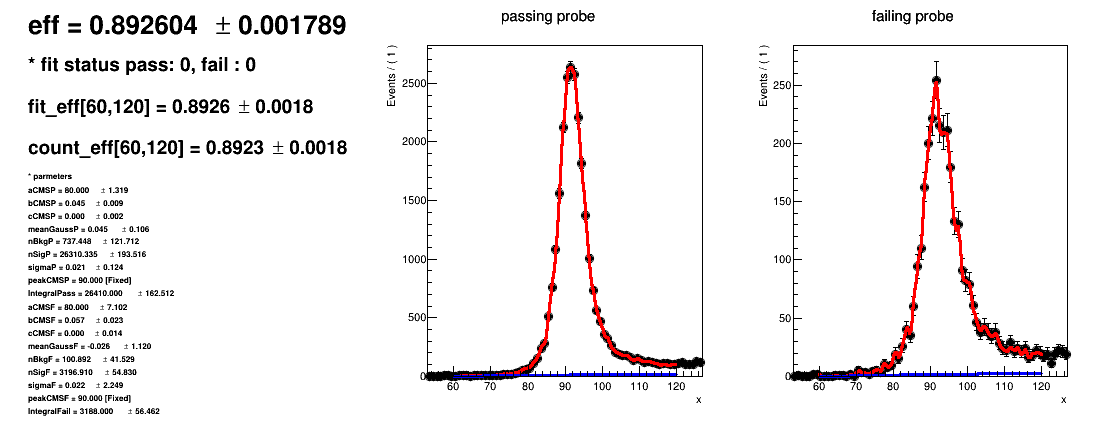 eff = 0.892604 ± 0.001789
* fit status pass: 0, fail : 0
fit_eff[60,120] = 0.8926 ± 0.0018
count_eff[60,120] = 0.8923 ± 0.0018
* parmeters
aCMSP = 80.000 ± 1.319
bCMSP = 0.045 ± 0.009
cCMSP = 0.000 ± 0.002
meanGaussP = 0.045 ± 0.106
nBkgP = 737.448 ± 121.712
nSigP = 26310.335 ± 193.516
sigmaP = 0.021 ± 0.124
peakCMSP = 90.000 [Fixed]
IntegralPass = 26410.000 ± 162.512
aCMSF = 80.000 ± 7.102
bCMSF = 0.057 ± 0.023
cCMSF = 0.000 ± 0.014
meanGaussF = -0.026 ± 1.120
nBkgF = 100.892 ± 41.529
nSigF = 3196.910 ± 54.830
sigmaF = 0.022 ± 2.249
peakCMSF = 90.000 [Fixed]
IntegralFail = 3188.000 ± 56.462
passing probe
Events / ( 1 )
2500
2000
1500
1000
500
0
60 70 80 90 100 110 120
x
failing probe
Events / ( 1 )
250
200
150
100
50
0
60 70 80 90 100 110 120
x